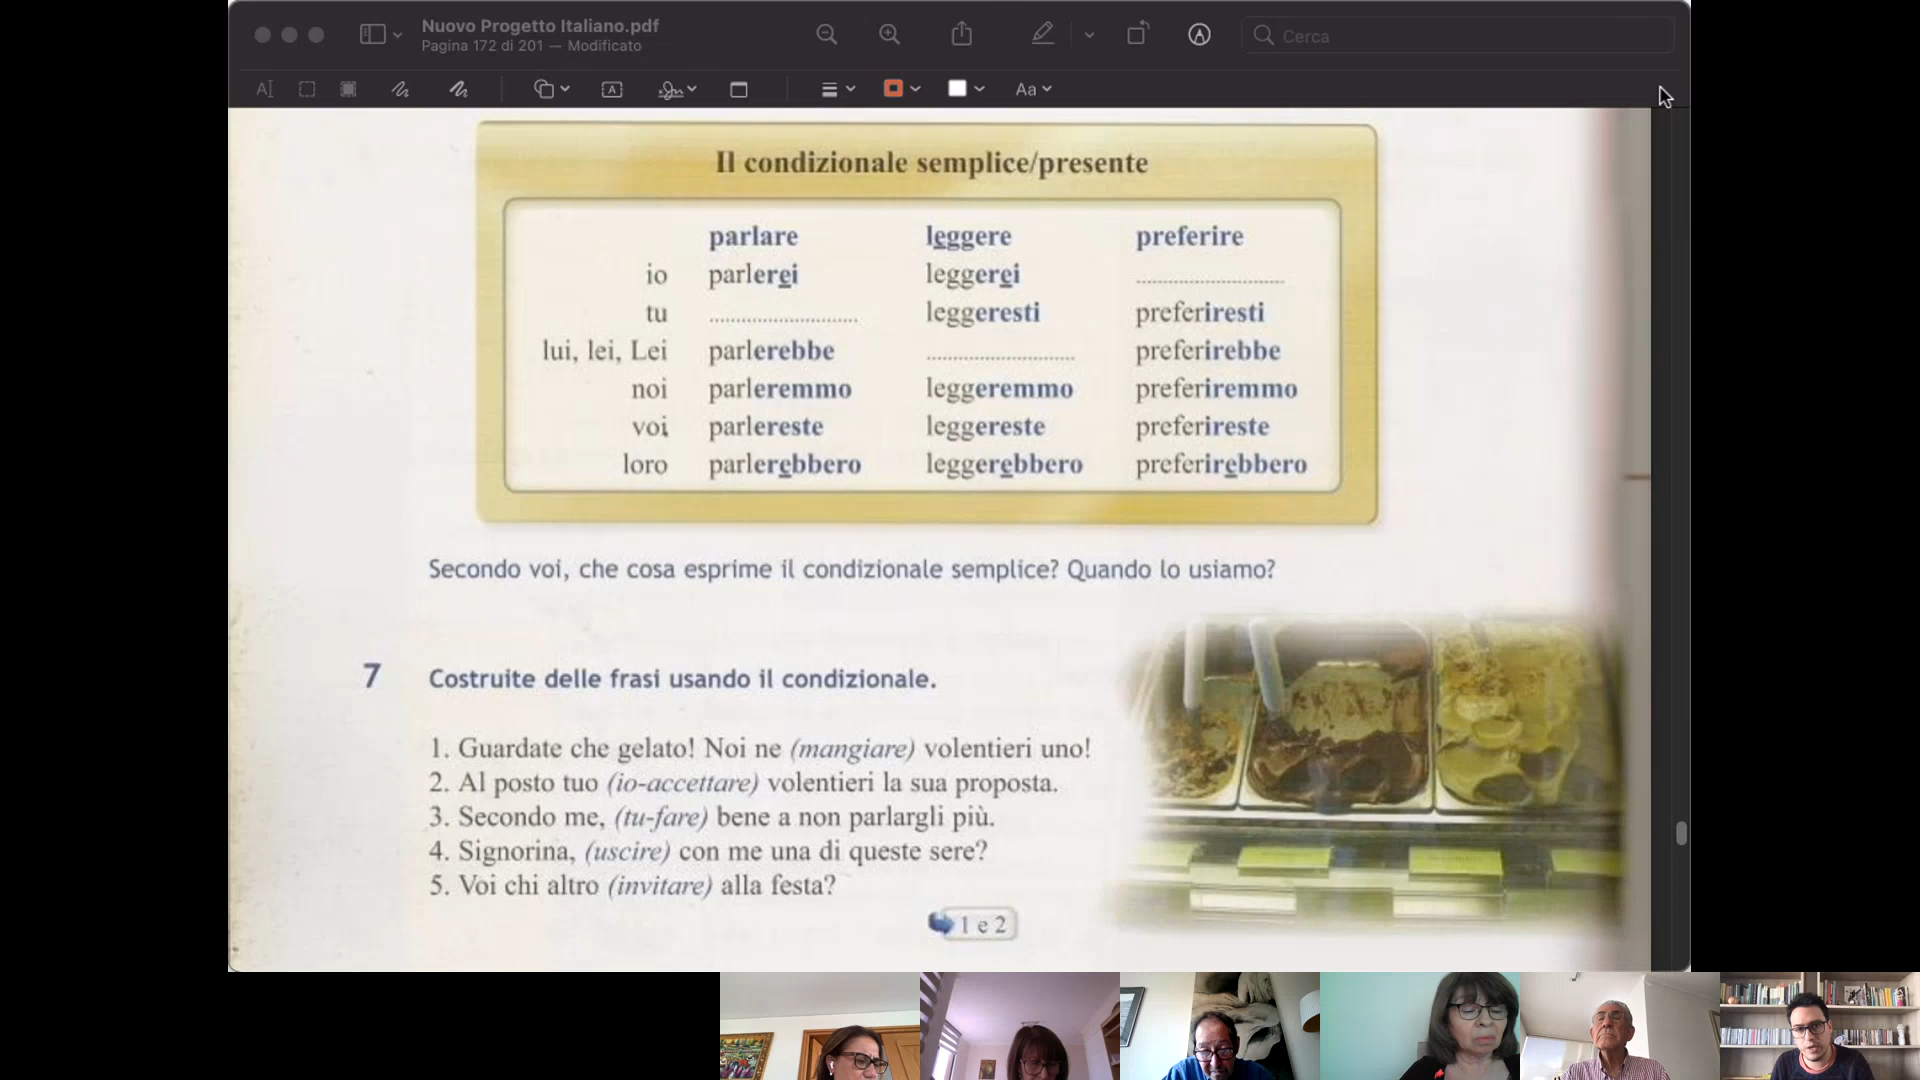 Nuovo Progetto Italiano.pdf
Pagina 172 di 201 — Modificato
Cerca
Aa
Il condizionale semplice/presente
parlare leggere preferire
io parlerei leggerei ........................
tu ........................ leggeresti preferiresti
lui, lei, Lei parlerebbe ........................ preferirebbe
noi parleremmo leggeremmo preferiremmo
voi parlereste leggereste preferireste
loro parlerebbero leggerebbero preferirebbero
Secondo voi, che cosa esprime il condizionale semplice? Quando lo usiamo?
7 Costruite delle frasi usando il condizionale.
1. Guardate che gelato! Noi ne (mangiare) volentieri uno!
2. Al posto tuo (io-accettare) volentieri la sua proposta.
3. Secondo me, (tu-fare) bene a non parlargli più.
4. Signorina, (uscire) con me una di queste sere?
5. Voi chi altro (invitare) alla festa?
1 e 2